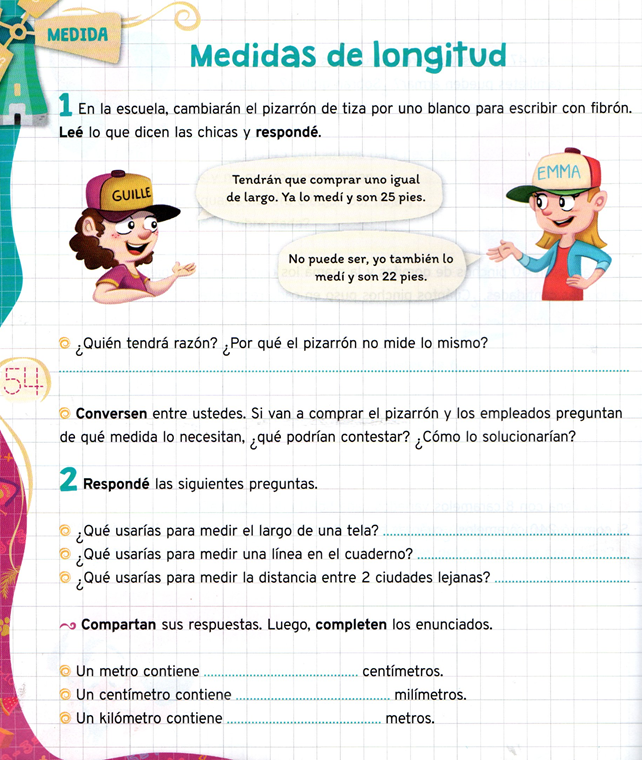 MEDIDA
Medidas de longitud
1 En la escuela, cambiarán el pizarrón de tiza por uno blanco para escribir con fibrón.
Leé lo que dicen las chicas y respondé.
GUILLE
Tendrán que comprar uno igual
de largo. Ya lo medí y son 25 pies.
EMMA
No puede ser, yo también lo
medí y son 22 pies.
¿Quién tendrá razón? ¿Por qué el pizarrón no mide lo mismo?
54
Conversen entre ustedes. Si van a comprar el pizarrón y los empleados preguntan
de qué medida lo necesitan, ¿qué podrían contestar? ¿Cómo lo solucionarían?
2 Respondé las siguientes preguntas.
¿Qué usarías para medir el largo de una tela?
¿Qué usarías para medir una línea en el cuaderno?
¿Qué usarías para medir la distancia entre 2 ciudades lejanas?
Compartan sus respuestas. Luego, completen los enunciados.
Un metro contiene centímetros.
Un centímetro contiene milímetros.
Un kilómetro contiene metros.